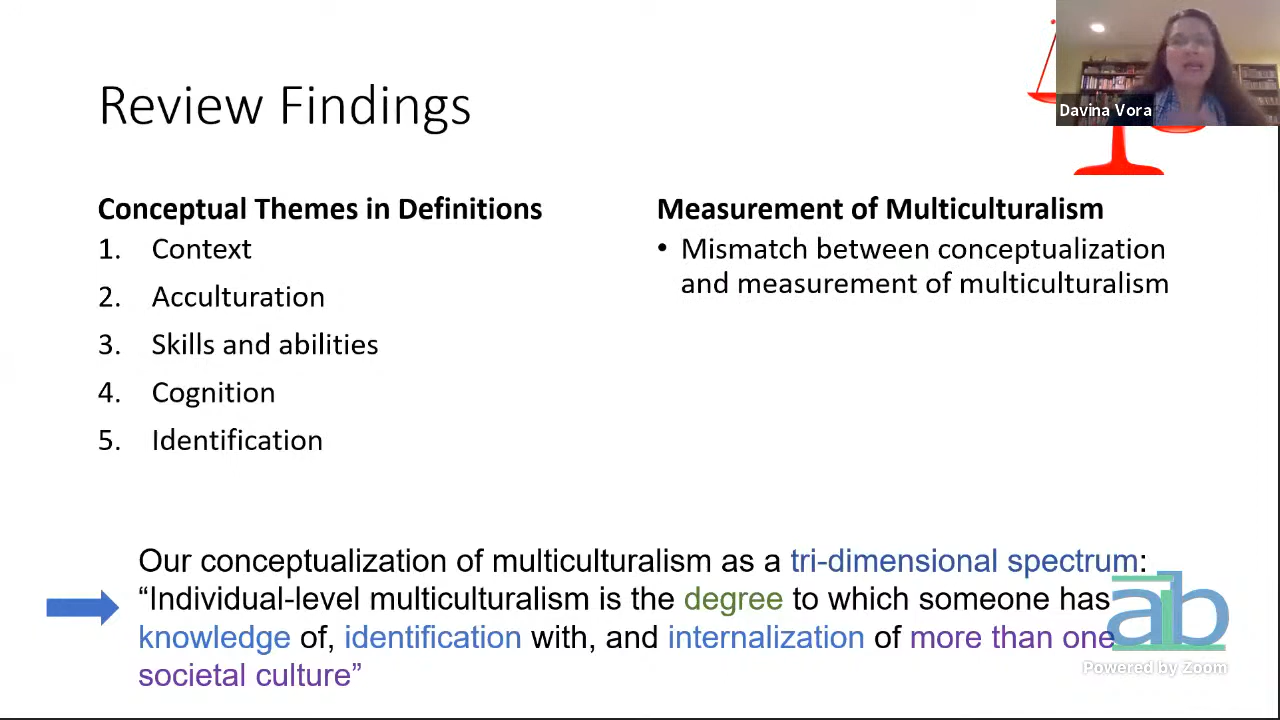 Davina Vora
Review Findings
Conceptual Themes in Definitions
1. Context
2. Acculturation
3. Skills and abilities
4. Cognition
5. Identification
Measurement of Multiculturalism
• Mismatch between conceptualization
and measurement of multiculturalism
Our conceptualization of multiculturalism as a tri-dimensional spectrum:
“Individual-level multiculturalism is the degree to which someone has
knowledge of, identification with, and internalization of more than one
societal culture”
aib
Powered by Zoom